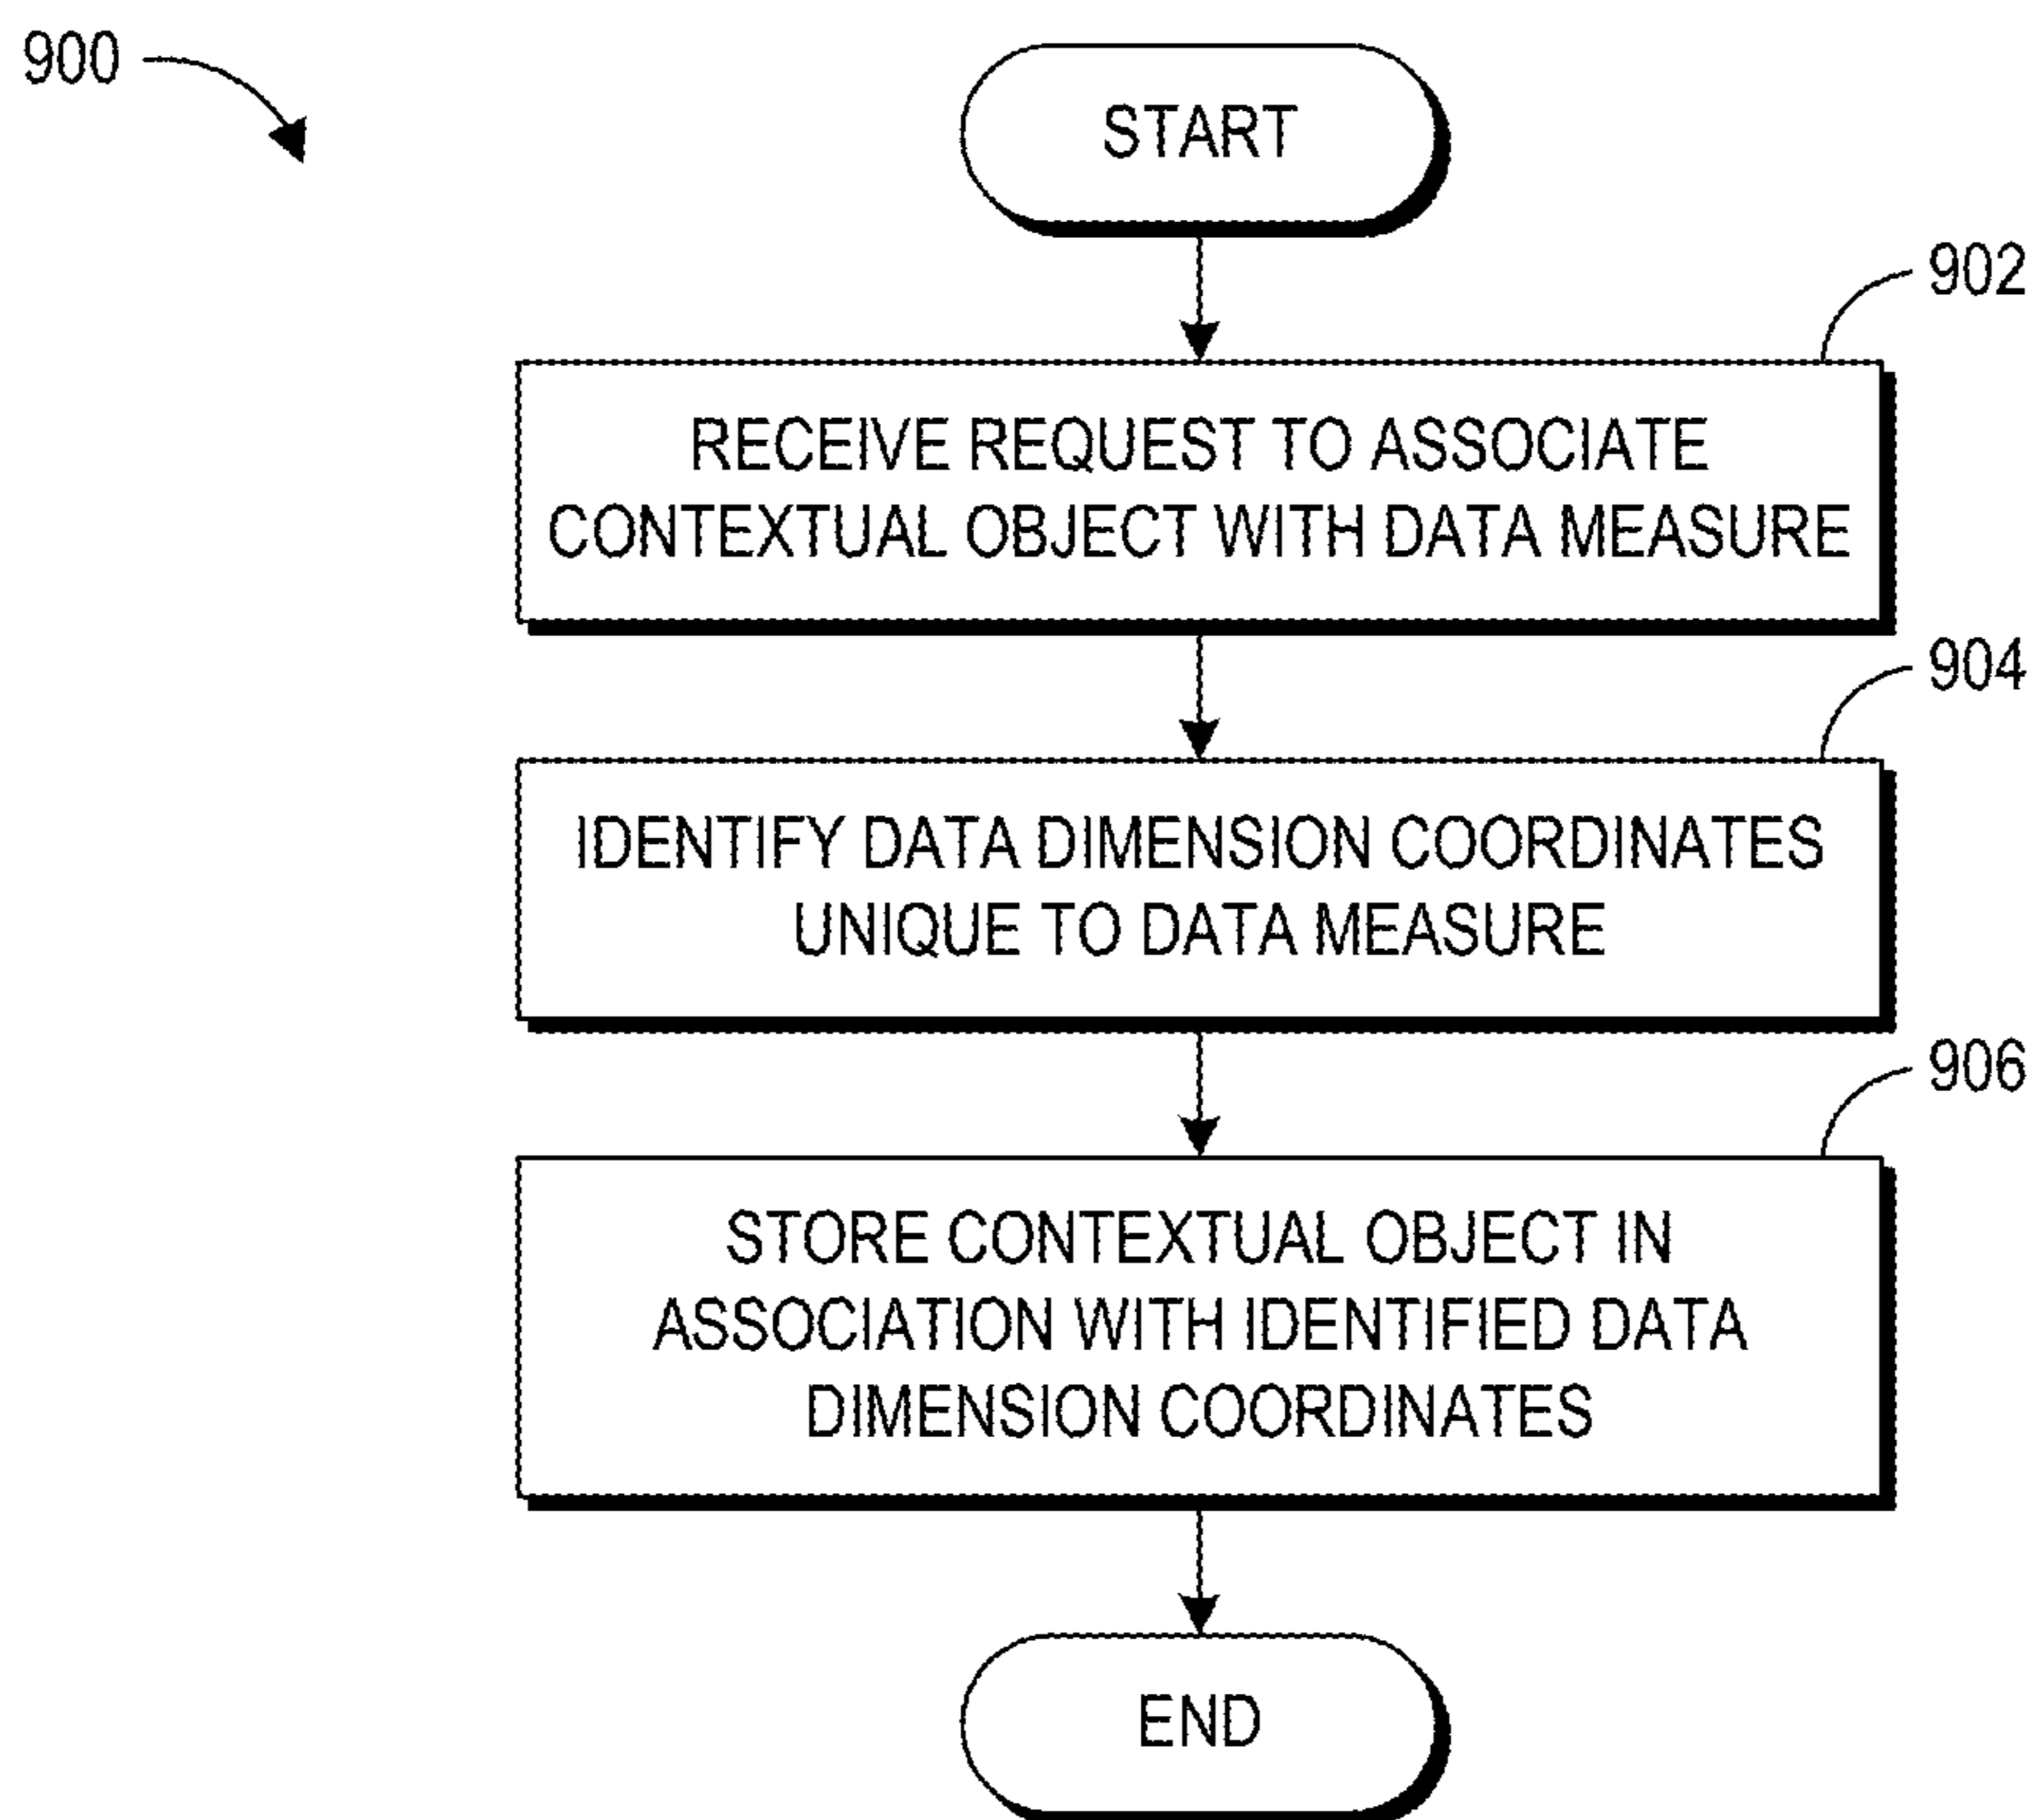 900
START
902
RECEIVE REQUEST TO ASSOCIATE
CONTEXTUAL OBJECT WITH DATA MEASURE
904
IDENTIFY DATA DIMENSION COORDINATES
UNIQUE TO DATA MEASURE
906
STORE CONTEXTUAL OBJECT IN
ASSOCIATION WITH IDENTIFIED DATA
DIMENSION COORDINATES
END